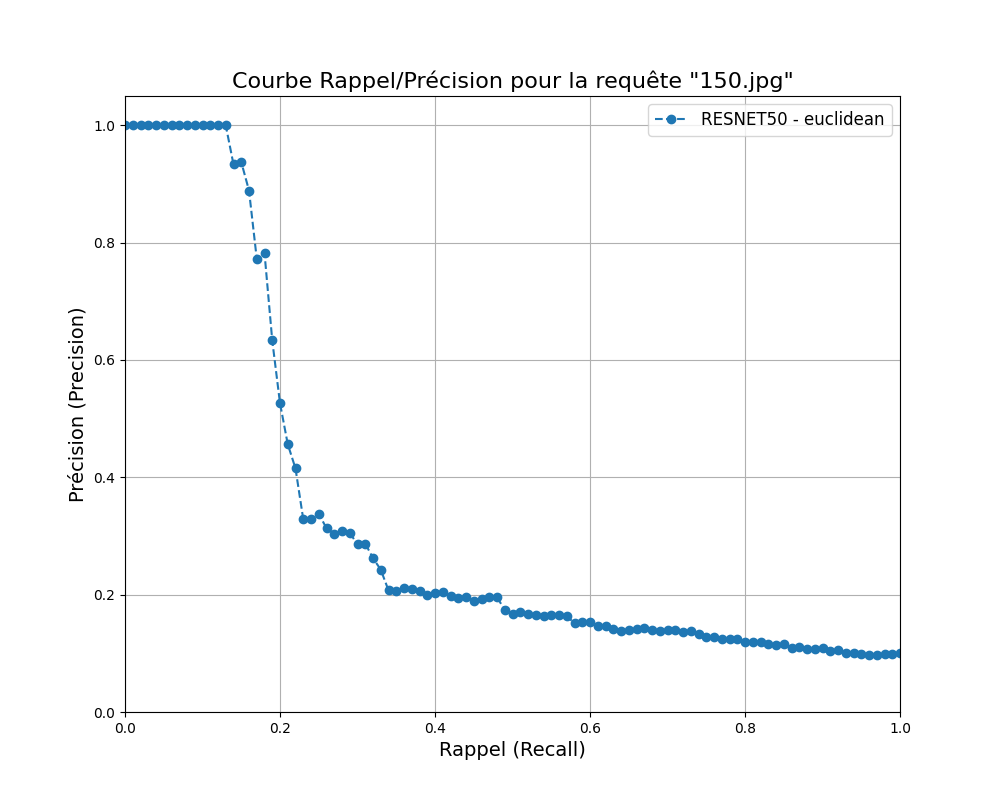 Courbe Rappel/Précision pour la requête "150.jpg"
RESNET50 - euclidean
Précision (Precision)
1.0
0.8
0.6
0.4
0.2
0.0
0.0 0.2 0.4 0.6 0.8 1.0
Rappel (Recall)